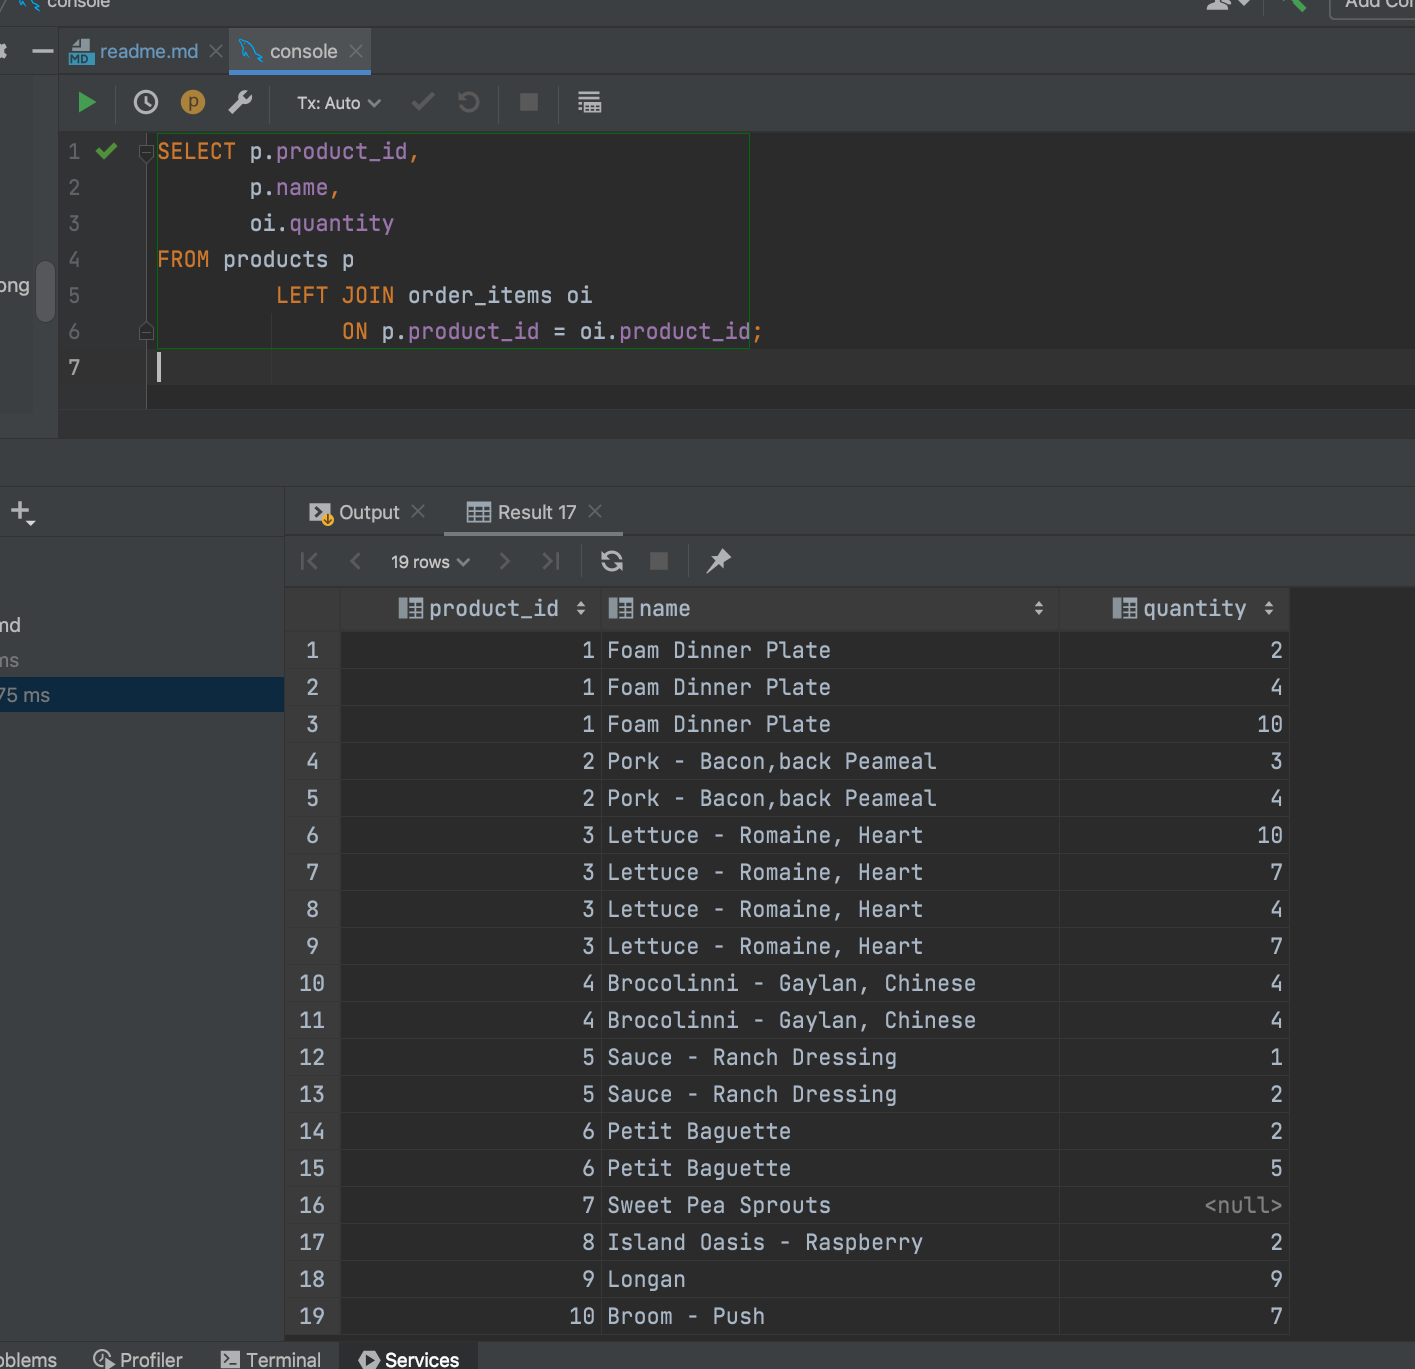 console
Add Con
readme.md
console
Tx: Auto
1 SELECT p.product_id,
2 p.name,
3 oi.quantity
4 FROM products p
5 LEFT JOIN order_items oi
6 ON p.product_id = oi.product_id;
7
ong
Output
Result 17
19 rows
md
ms
75 ms
product_id name quantity
1 1 Foam Dinner Plate 2
2 1 Foam Dinner Plate 4
3 1 Foam Dinner Plate 10
4 2 Pork - Bacon,back Peameal 3
5 2 Pork - Bacon,back Peameal 4
6 3 Lettuce - Romaine, Heart 10
7 3 Lettuce - Romaine, Heart 7
8 3 Lettuce - Romaine, Heart 4
9 3 Lettuce - Romaine, Heart 7
10 4 Brocolinni - Gaylan, Chinese 4
11 4 Brocolinni - Gaylan, Chinese 4
12 5 Sauce - Ranch Dressing 1
13 5 Sauce - Ranch Dressing 2
14 6 Petit Baguette 2
15 6 Petit Baguette 5
16 7 Sweet Pea Sprouts <null>
17 8 Island Oasis - Raspberry 2
18 9 Longan 9
19 10 Broom - Push 7
oblems Profiler Terminal Services